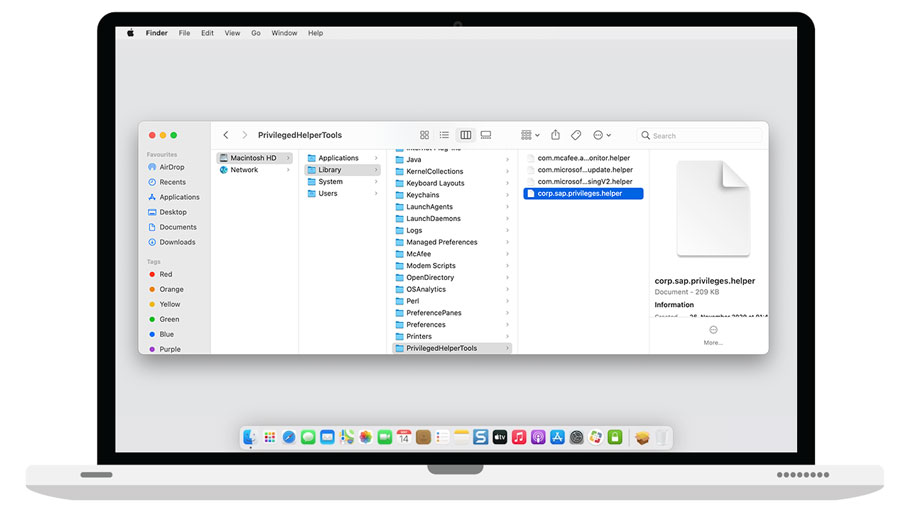 Finder File Edit View Go Window Help
PrivilegedHelperTools
Search
Favourites
AirDrop
Recents
Applications
Desktop
Documents
Downloads
Tags
Red
Orange
Yellow
Green
Blue
Purple
Macintosh HD
Network
Applications
Library
System
Users
Java
KernelCollections
Keyboard Layouts
Keychains
LaunchAgents
LaunchDaemons
Logs
Managed Preferences
McAfee
Modem Scripts
OpenDirectory
OSAnalytics
Perl
PreferencePanes
Preferences
Printers
PrivilegedHelperTools
com.mcafee.a...onitor.helper
com.microsof...update.helper
com.microsof...singV2.helper
corp.sap.privileges.helper
corp.sap.privileges.helper
Document - 209 KB
Information
More...
14